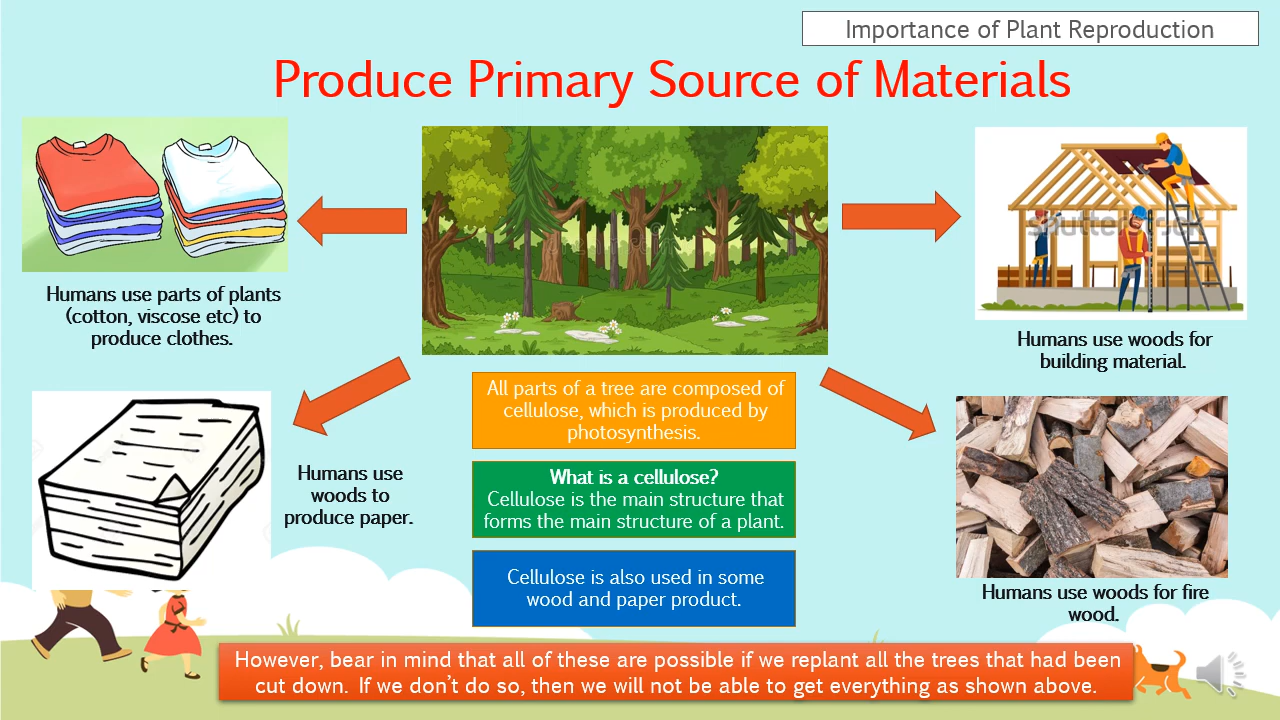 Importance of Plant Reproduction
Produce Primary Source of Materials
Humans use parts of plants
(cotton, viscose etc) to
produce clothes.
Humans use woods for
building material.
All parts of a tree are composed of
cellulose, which is produced by
photosynthesis.
Humans use
woods to
produce paper.
What is a cellulose?
Cellulose is the main structure that
forms the main structure of a plant.
Cellulose is also used in some
wood and paper product.
Humans use woods for fire
wood.
However, bear in mind that all of these are possible if we replant all the trees that had been
cut down. If we don't do so, then we will not be able to get everything as shown above.